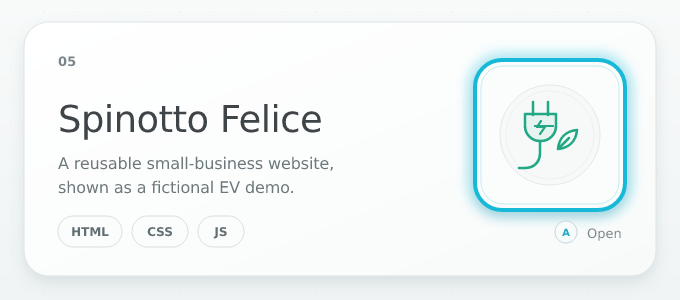 05
Spinotto Felice
A reusable small-business website,
shown as a fictional EV demo.
HTML CSS JS
A Open